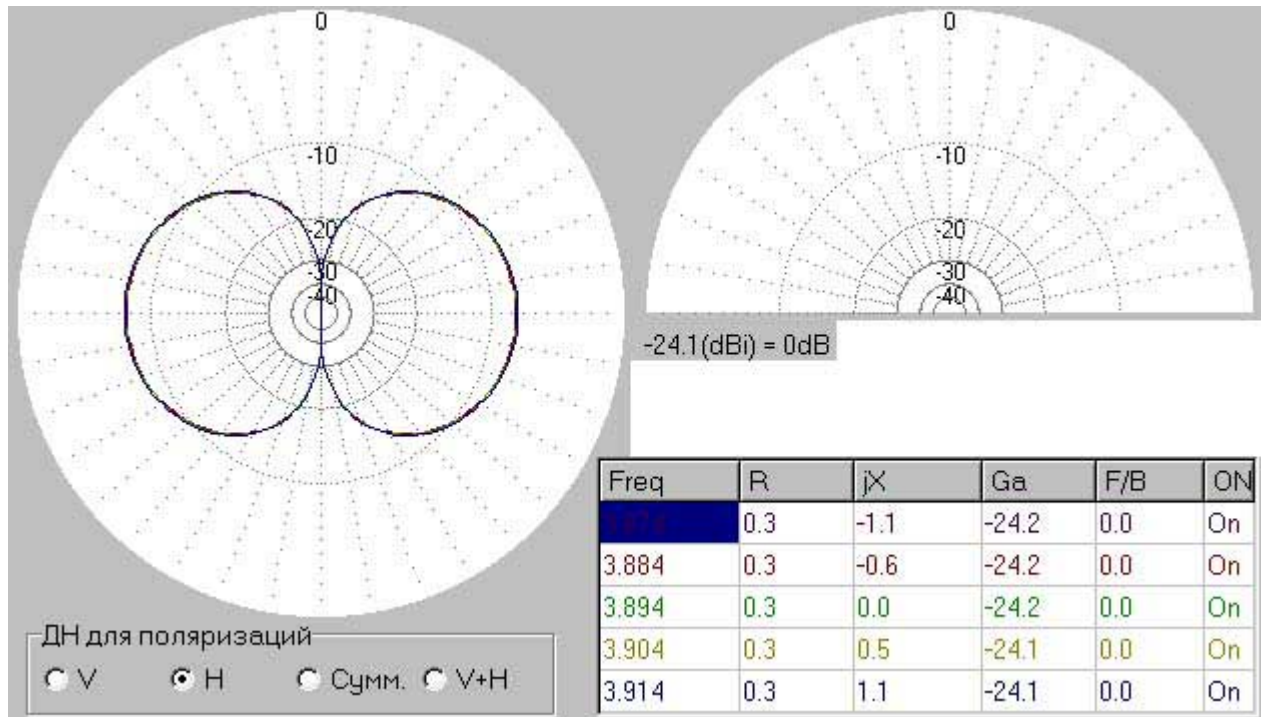 0
-10
-20
-30
-40
0
-10
-20
-30
-40
-24.1(dBi) = 0dB
Freq R jX Ga F/B ON
3.874 0.3 -1.1 -24.2 0.0 On
3.884 0.3 -0.6 -24.2 0.0 On
3.894 0.3 0.0 -24.2 0.0 On
3.904 0.3 0.5 -24.1 0.0 On
3.914 0.3 1.1 -24.1 0.0 On
ДН для поляризаций
V H Сумм. V+H